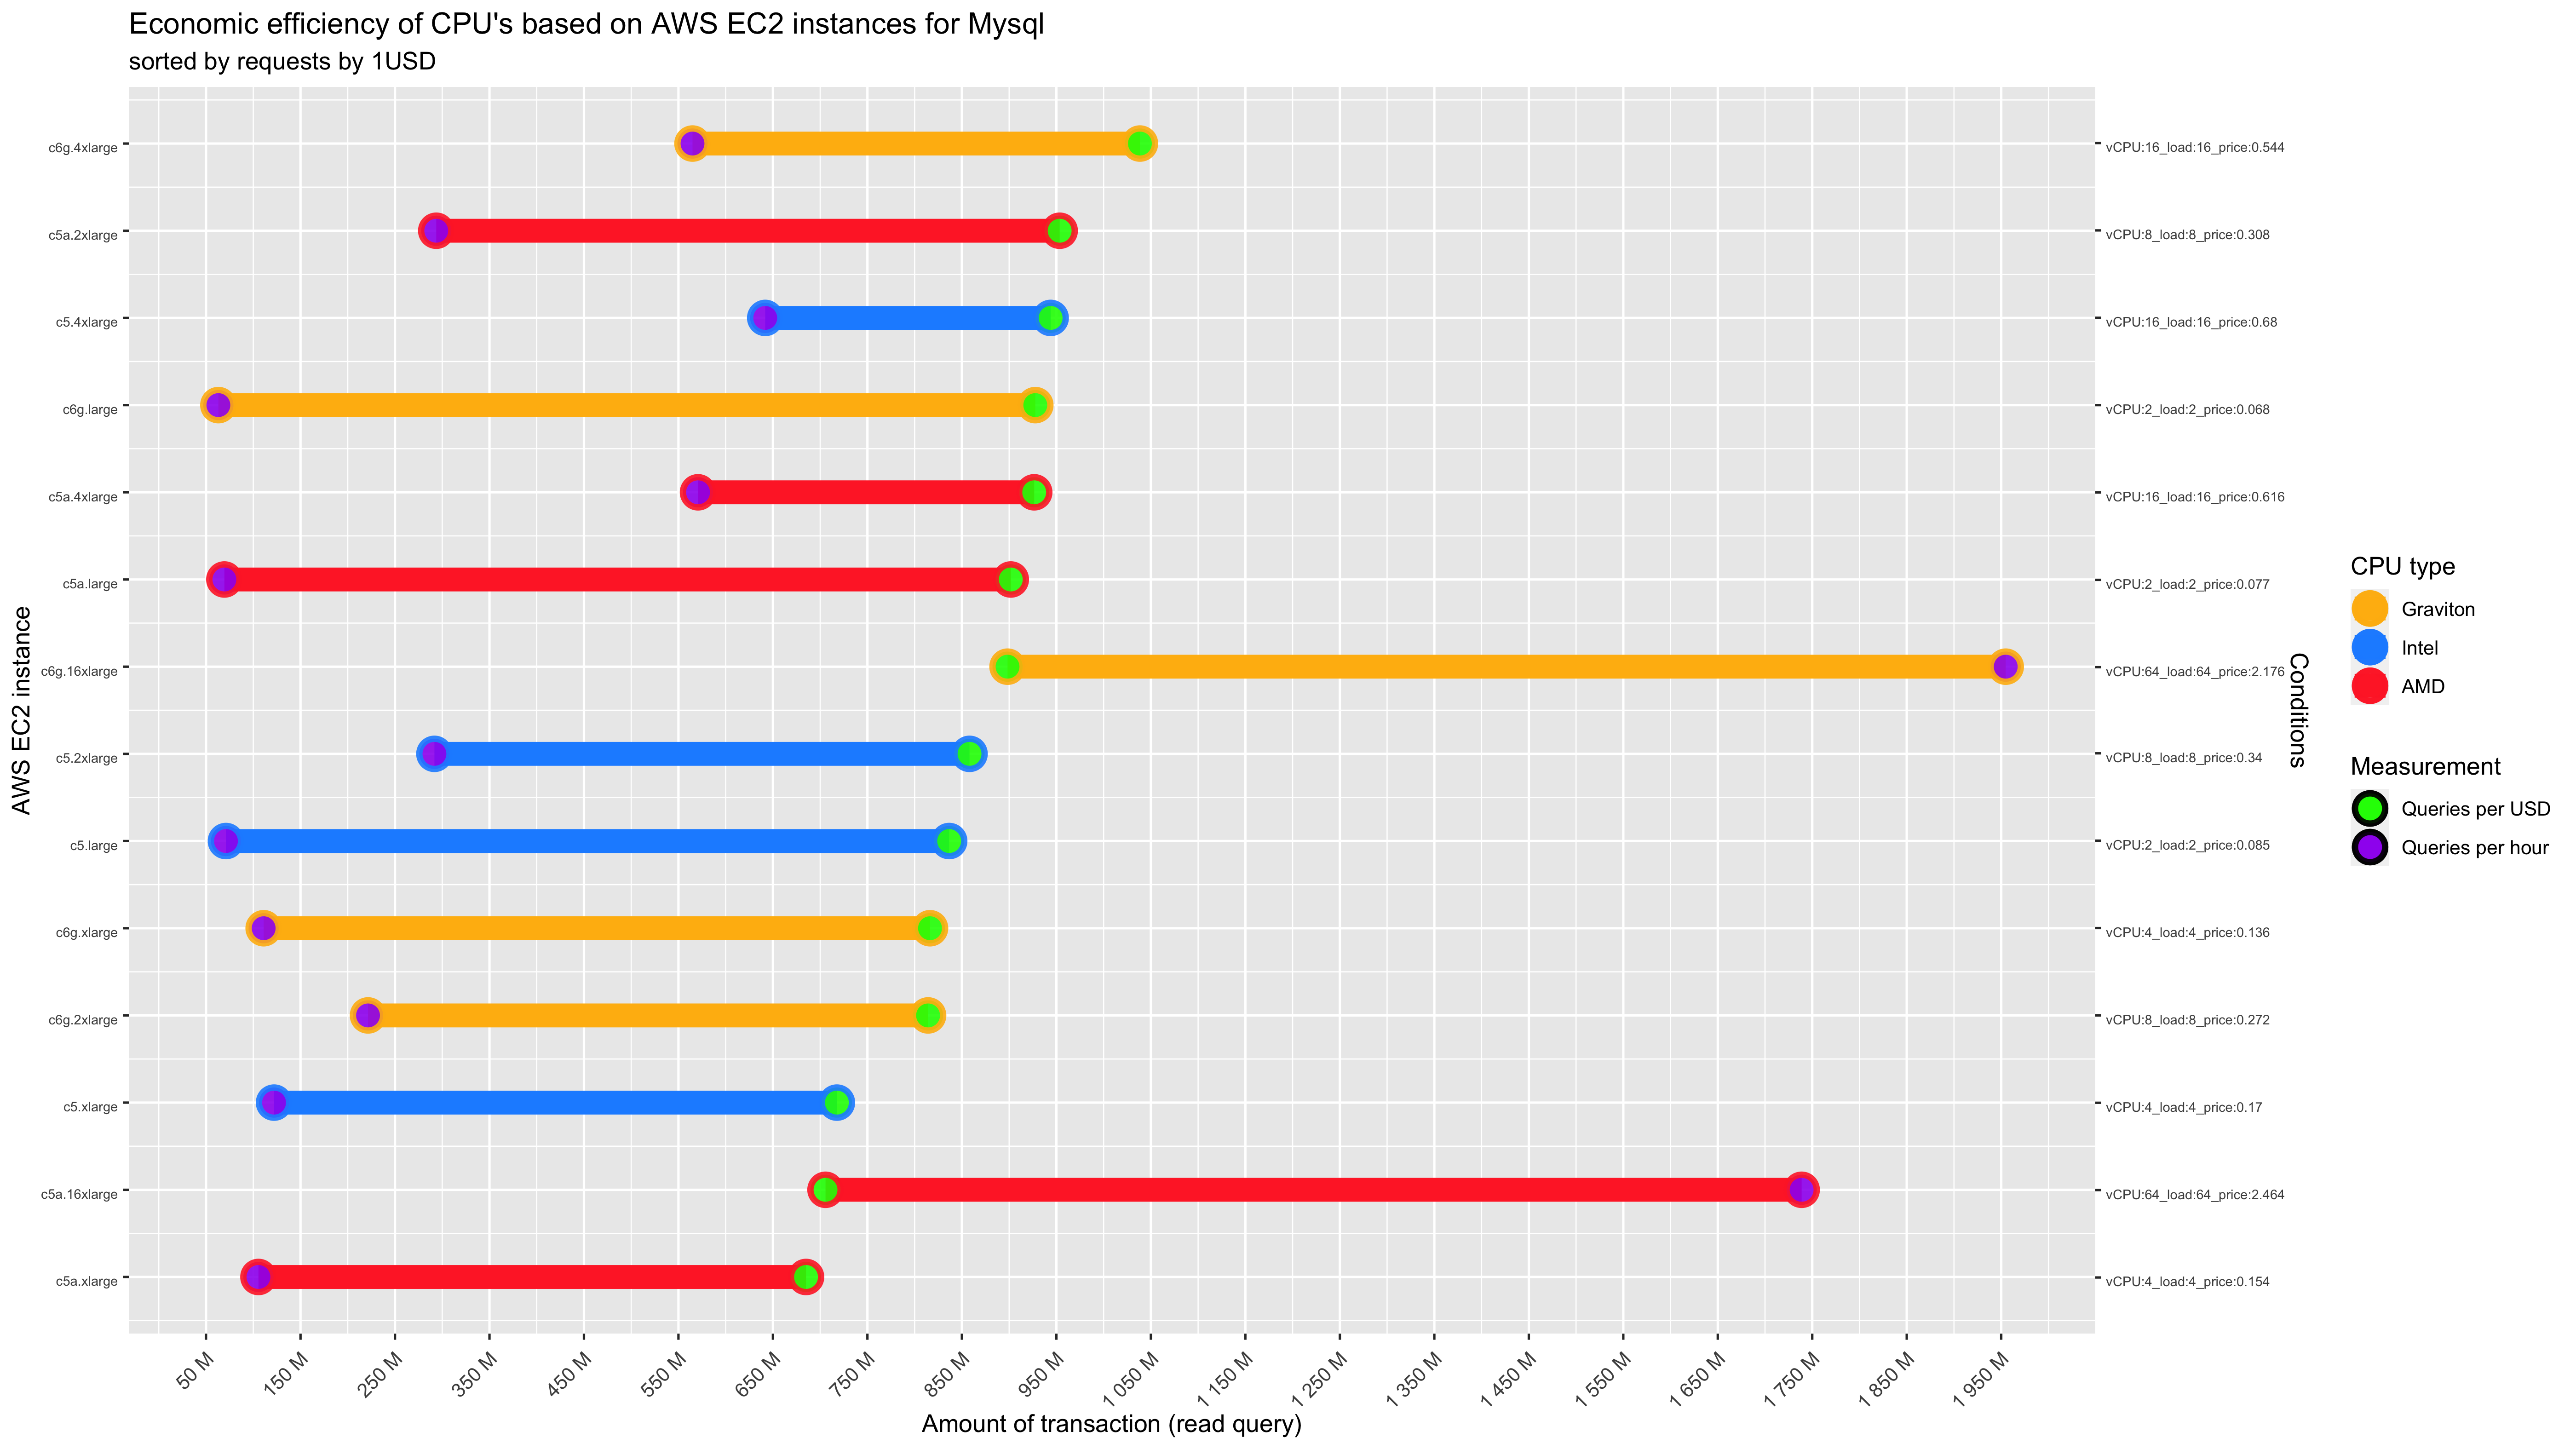 Economic efficiency of CPU's based on AWS EC2 instances for Mysql
sorted by requests by 1USD
AWS EC2 instance
c6g.4xlarge
vCPU:16_load:16_price:0.544
c5a.2xlarge
vCPU:8_load:8_price:0.308
c5.4xlarge
vCPU:16_load:16_price:0.68
c6g.large
vCPU:2_load:2_price:0.068
c5a.4xlarge
vCPU:16_load:16_price:0.616
c5a.large
vCPU:2_load:2_price:0.077
c6g.16xlarge
vCPU:64_load:64_price:2.176
c5.2xlarge
vCPU:8_load:8_price:0.34
c5.large
vCPU:2_load:2_price:0.085
c6g.xlarge
vCPU:4_load:4_price:0.136
c6g.2xlarge
vCPU:8_load:8_price:0.272
c5.xlarge
vCPU:4_load:4_price:0.17
c5a.16xlarge
vCPU:64_load:64_price:2.464
c5a.xlarge
vCPU:4_load:4_price:0.154
Conditions
50 M
150 M
250 M
350 M
450 M
550 M
650 M
750 M
850 M
950 M
1 050 M
1 150 M
1 250 M
1 350 M
1 450 M
1 550 M
1 650 M
1 750 M
1 850 M
1 950 M
Amount of transaction (read query)
CPU type
Graviton
Intel
AMD
Measurement
Queries per USD
Queries per hour